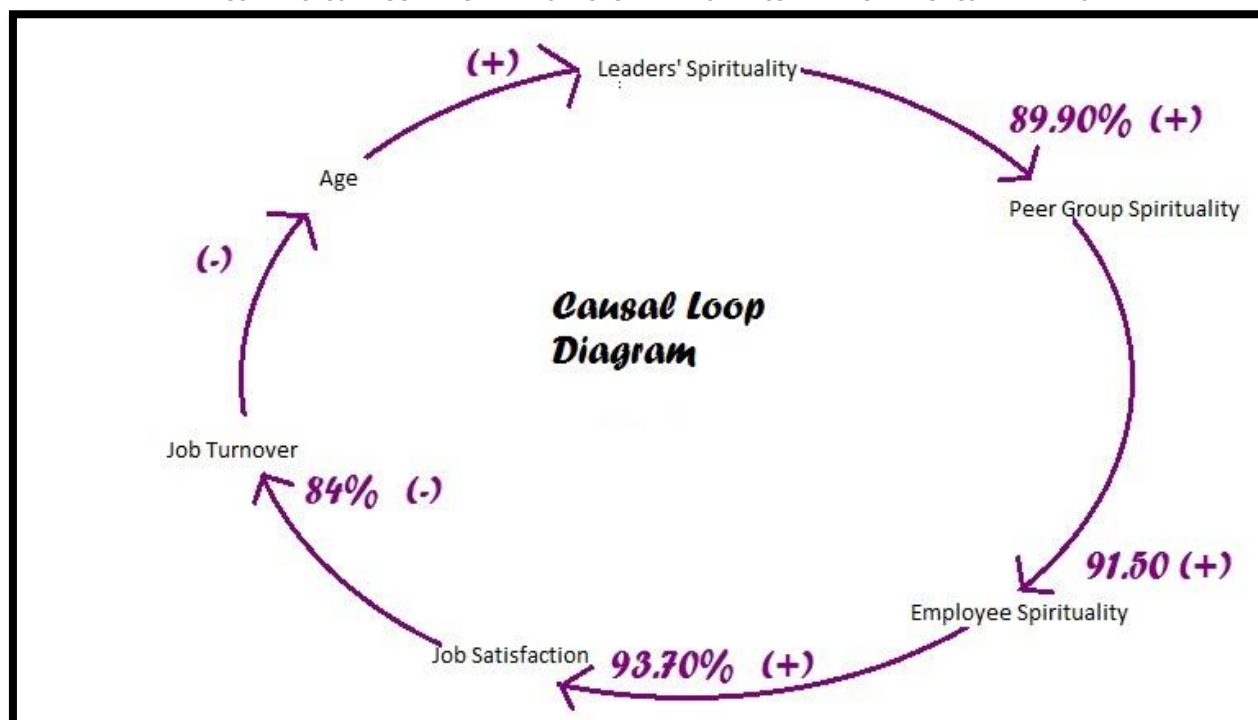 (+)
Leaders' Spirituality
89.90% (+)
Age
Peer Group Spirituality
(-)
Causal Loop
Diagram
Job Turnover
84% (-)
91.50 (+)
Employee Spirituality
Job Satisfaction
93.70% (+)